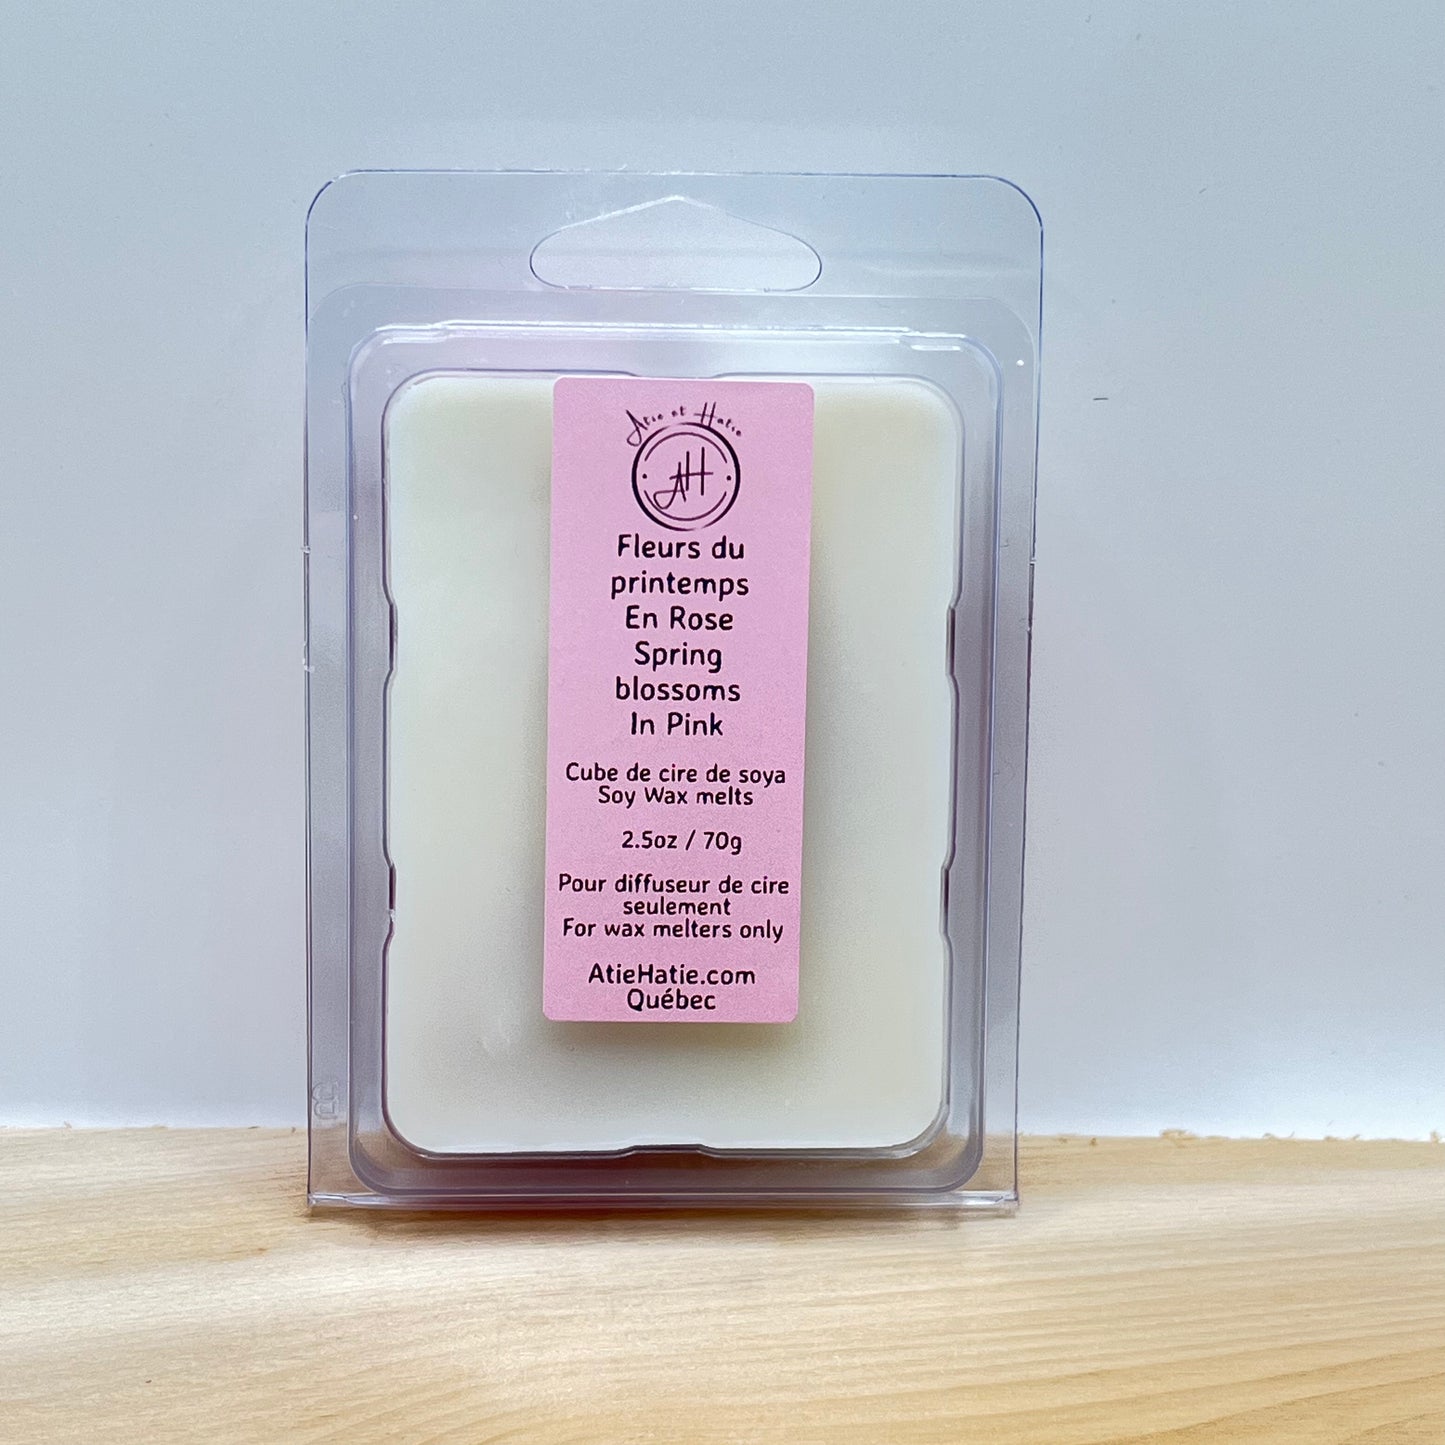 Atie et Hatie
AH
Fleurs du
printemps
En Rose
Spring
blossoms
In Pink
Cube de cire de soya
Soy Wax melts
2.5oz / 70g
Pour diffuseur de cire
seulement
For wax melters only
AtieHatie.com
Québec